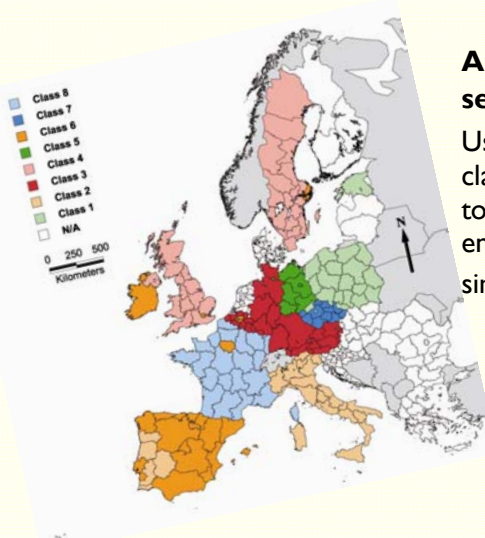 Class 8
Class 7
Class 6
Class 5
Class 4
Class 3
Class 2
Class 1
N/A
0 250 500
Kilometers
N
A
se
Us
cla
to
en
sin